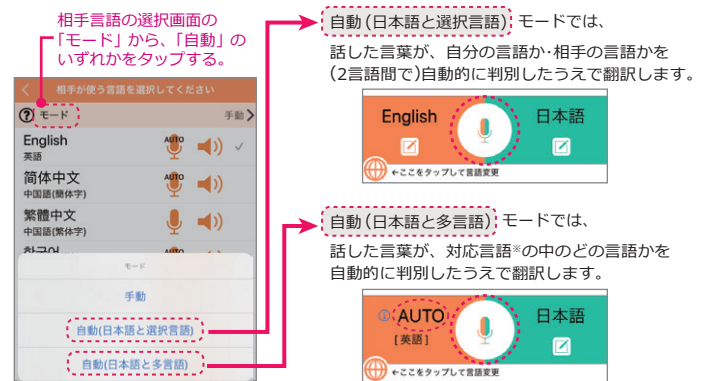 相手言語の選択画面の
「モード」から、「自動」の
いずれかをタップする。
相手が使う言語を選択してください
? モード 手動
English
英語
AUTO
简体中文
中国語(簡体字)
AUTO
繁體中文
中国語(繁体字)
한국어
AUTO
モード
手動
自動(日本語と選択言語)
自動(日本語と多言語)
自動(日本語と選択言語) モードでは、
話した言葉が、自分の言語か・相手の言語かを
(2言語間で)自動的に判別したうえで翻訳します。
English 日本語
←ここをタップして言語変更
自動(日本語と多言語) モードでは、
話した言葉が、対応言語※の中のどの言語かを
自動的に判別したうえで翻訳します。
AUTO 日本語
[英語]
←ここをタップして言語変更